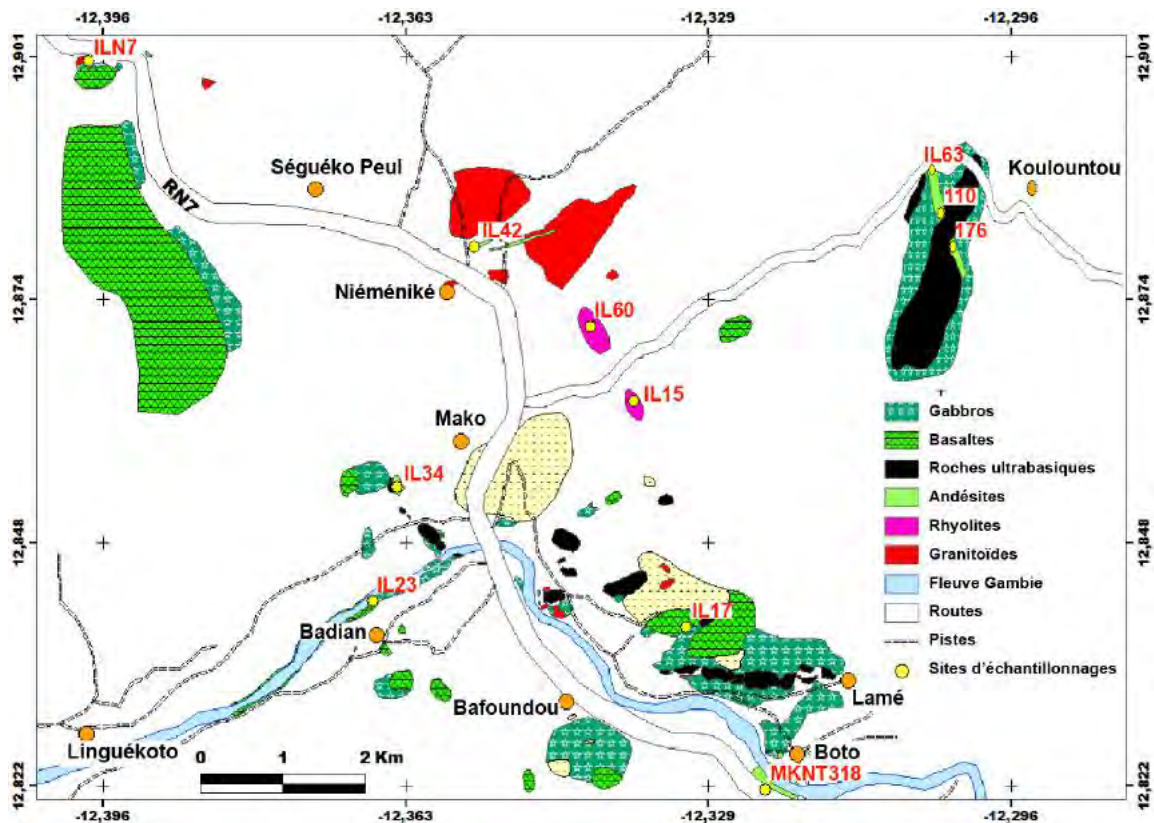 -12,396
-12,363
-12,329
-12,296
12,901
12,901
ILN7
IL63
Koulountou
Séguéko Peul
110
RN7
IL42
176
12,874
12,874
Niéméniké
IL60
IL15
Gabbros
Mako
Basaltes
Roches ultrabasiques
IL34
Andésites
Rhyolites
12,848
12,848
Granitoïdes
Fleuve Gambie
IL23
Routes
IL17
Badian
Pistes
Sites d'échantillonnages
Lamé
Bafoundou
Linguékoto
Boto
0 1 2 Km
MKNT318
12,822
12,822
-12,396
-12,363
-12,329
-12,296